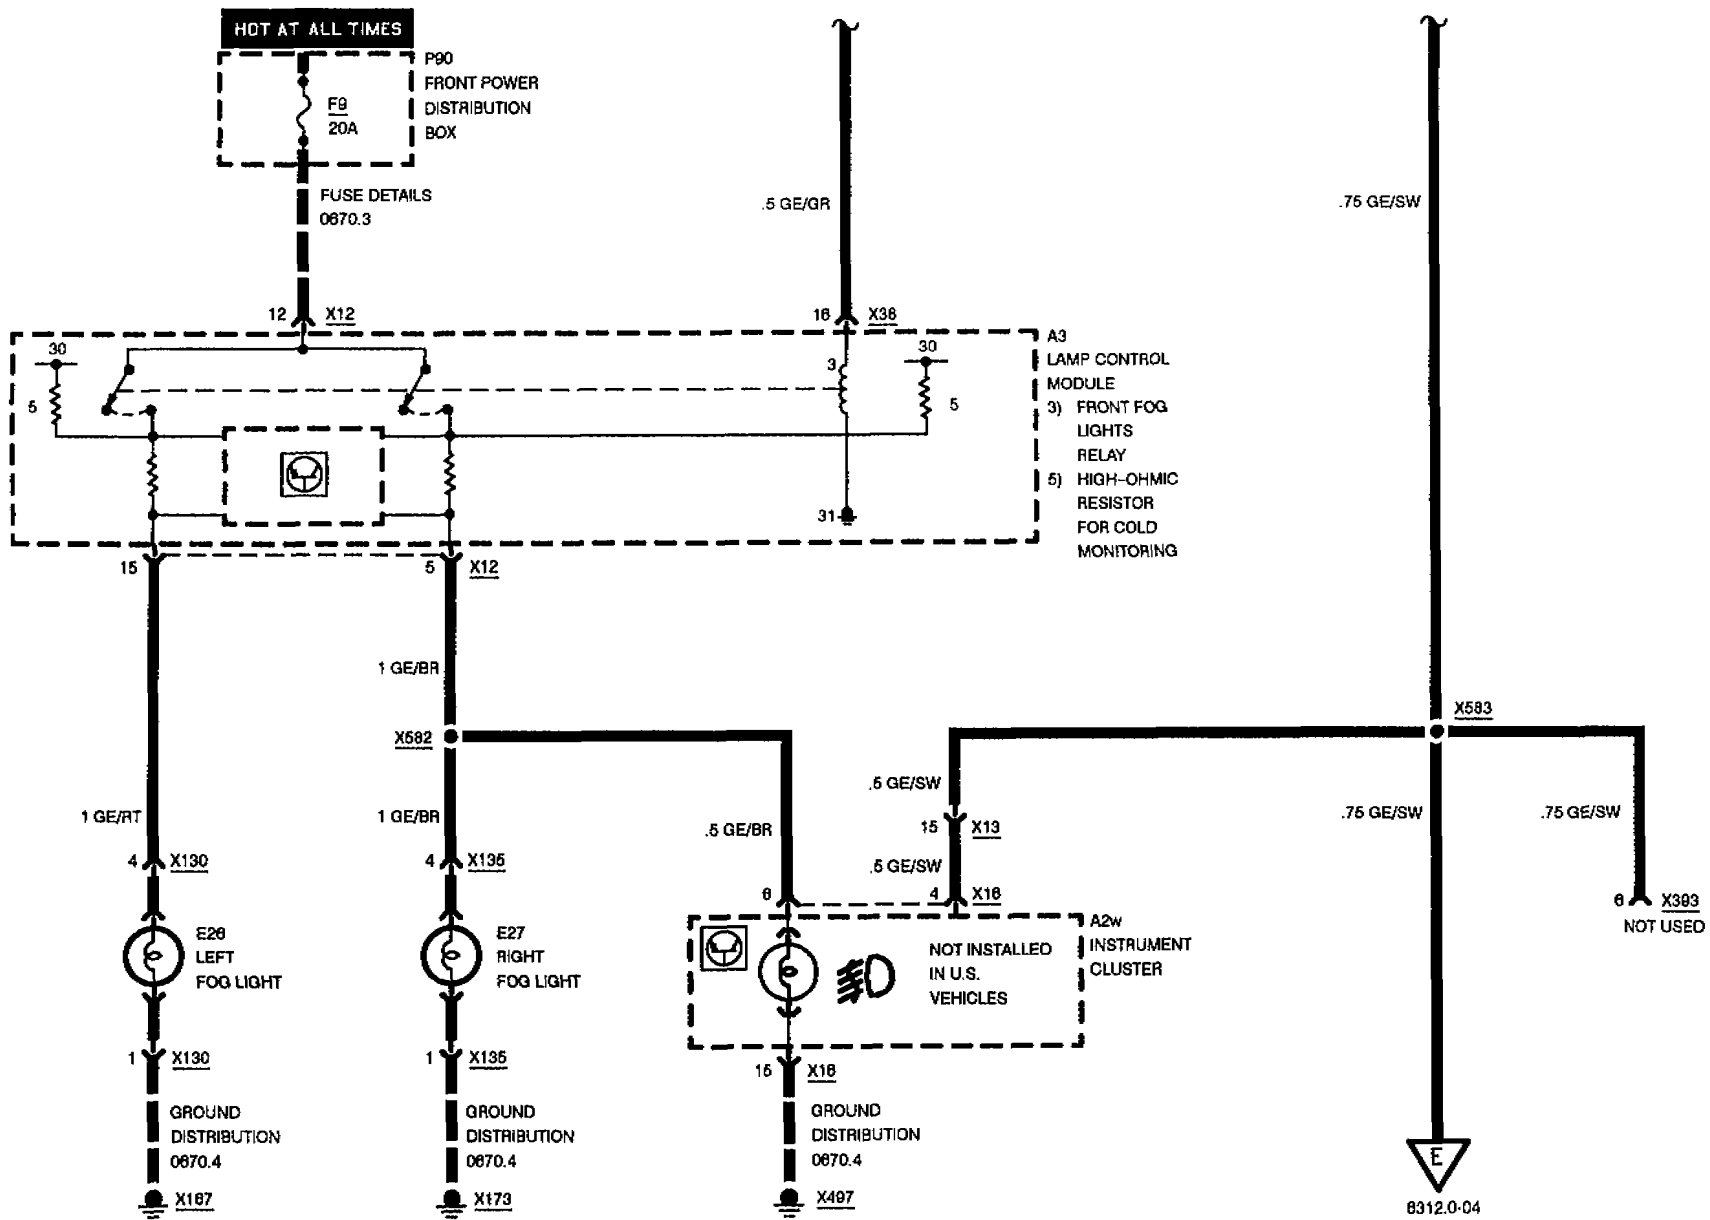 HOT AT ALL TIMES
P90
FRONT POWER
DISTRIBUTION
BOX
F9
20A
FUSE DETAILS
0670.3
.5 GE/GR
.75 GE/SW
12
X12
16
X38
A3
LAMP CONTROL
MODULE
3) FRONT FOG
LIGHTS
RELAY
5) HIGH-OHMIC
RESISTOR
FOR COLD
MONITORING
30
5
3
30
5
31
15
5
X12
1 GE/BR
X582
X583
1 GE/RT
1 GE/BR
.5 GE/BR
.5 GE/SW
15
X13
.5 GE/SW
.75 GE/SW
.75 GE/SW
4
X130
4
X135
6
4
X16
6
X393
NOT USED
E26
LEFT
FOG LIGHT
E27
RIGHT
FOG LIGHT
A2w
INSTRUMENT
CLUSTER
NOT INSTALLED
IN U.S.
VEHICLES
1
X130
1
X135
15
X16
GROUND
DISTRIBUTION
0670.4
GROUND
DISTRIBUTION
0670.4
GROUND
DISTRIBUTION
0670.4
X167
X173
X497
E
6312.0-04